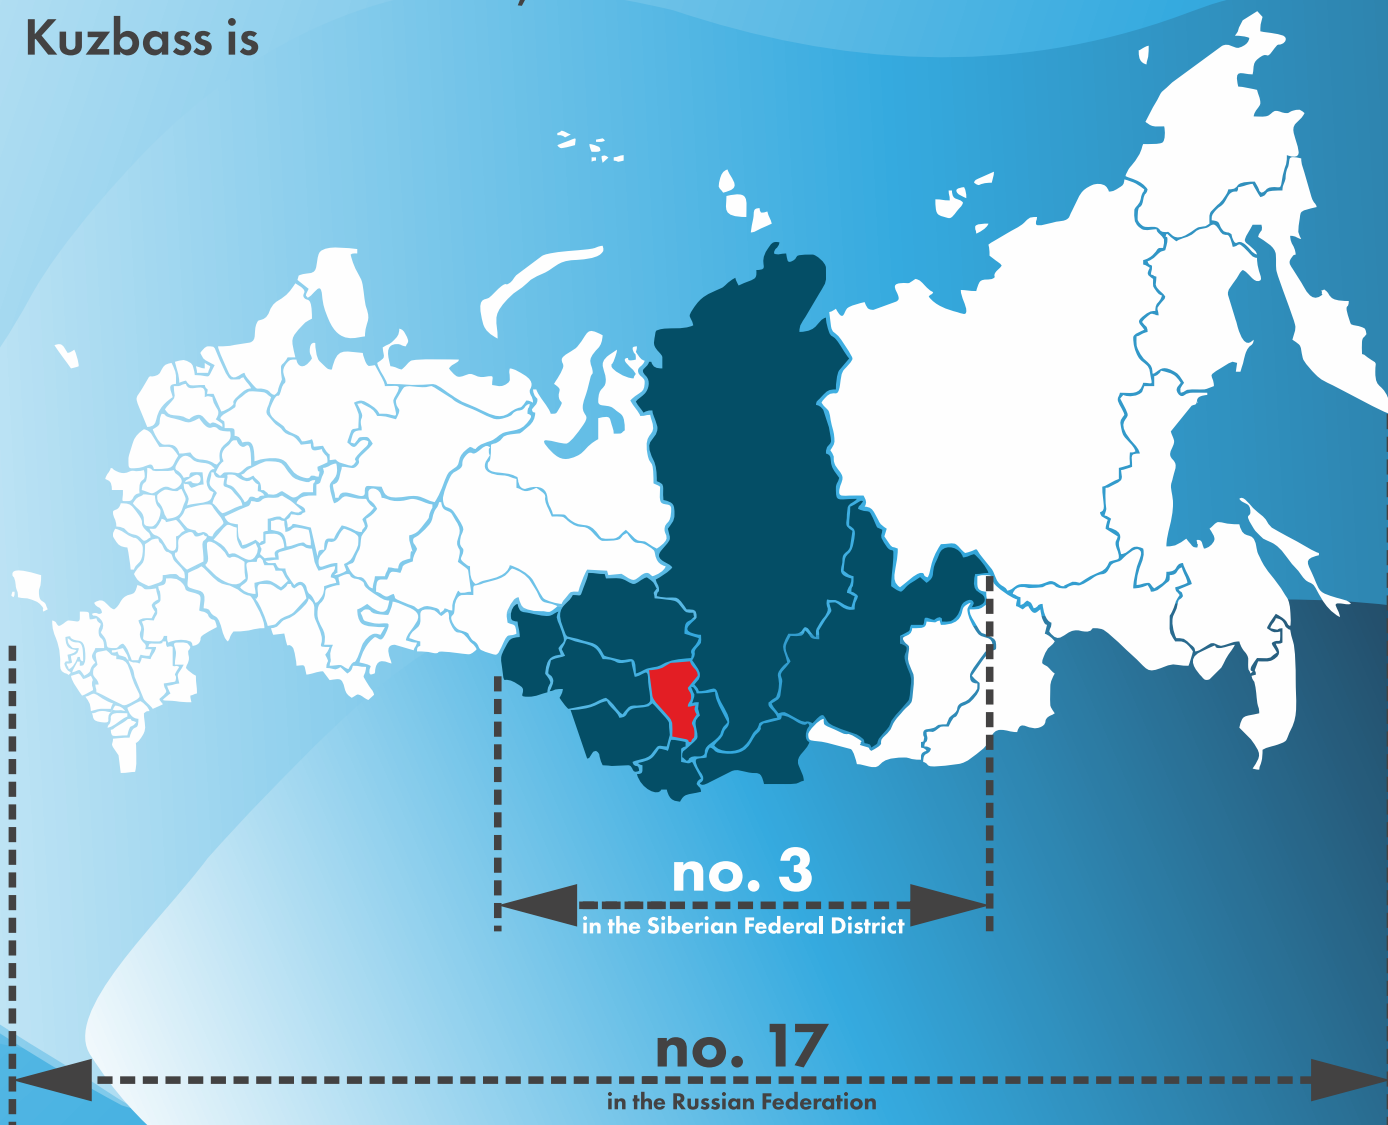 Kuzbass is
no. 3
in the Siberian Federal District
no. 17
in the Russian Federation